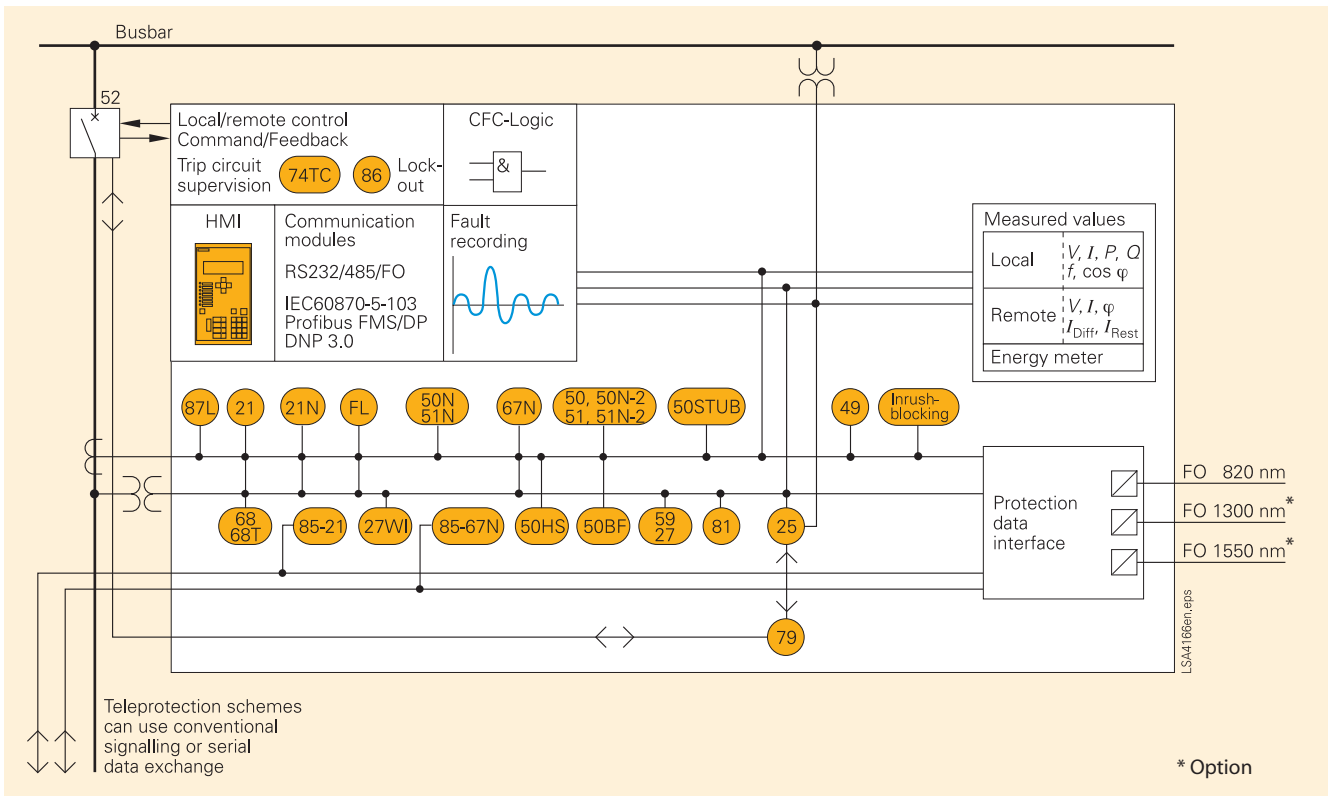 Busbar
52
Local/remote control
Command/Feedback
Trip circuit
supervision
74TC
86
Lock-
out
CFC-Logic
&
HMI
Communication
modules
RS232/485/FO
IEC60870-5-103
Profibus FMS/DP
DNP 3.0
Fault
recording
Measured values
Local
V, I, P, Q
f, cos φ
Remote
V, I, φ
I_Diff, I_Rest
Energy meter
87L
21
21N
FL
50N
51N
67N
50, 50N-2
51, 51N-2
50STUB
49
Inrush-
blocking
68
68T
85-21
27WI
85-67N
50HS
50BF
59
27
81
25
79
Protection
data
interface
FO 820 nm
FO 1300 nm*
FO 1550 nm*
LSA4166en.eps
Teleprotection schemes
can use conventional
signalling or serial
data exchange
* Option